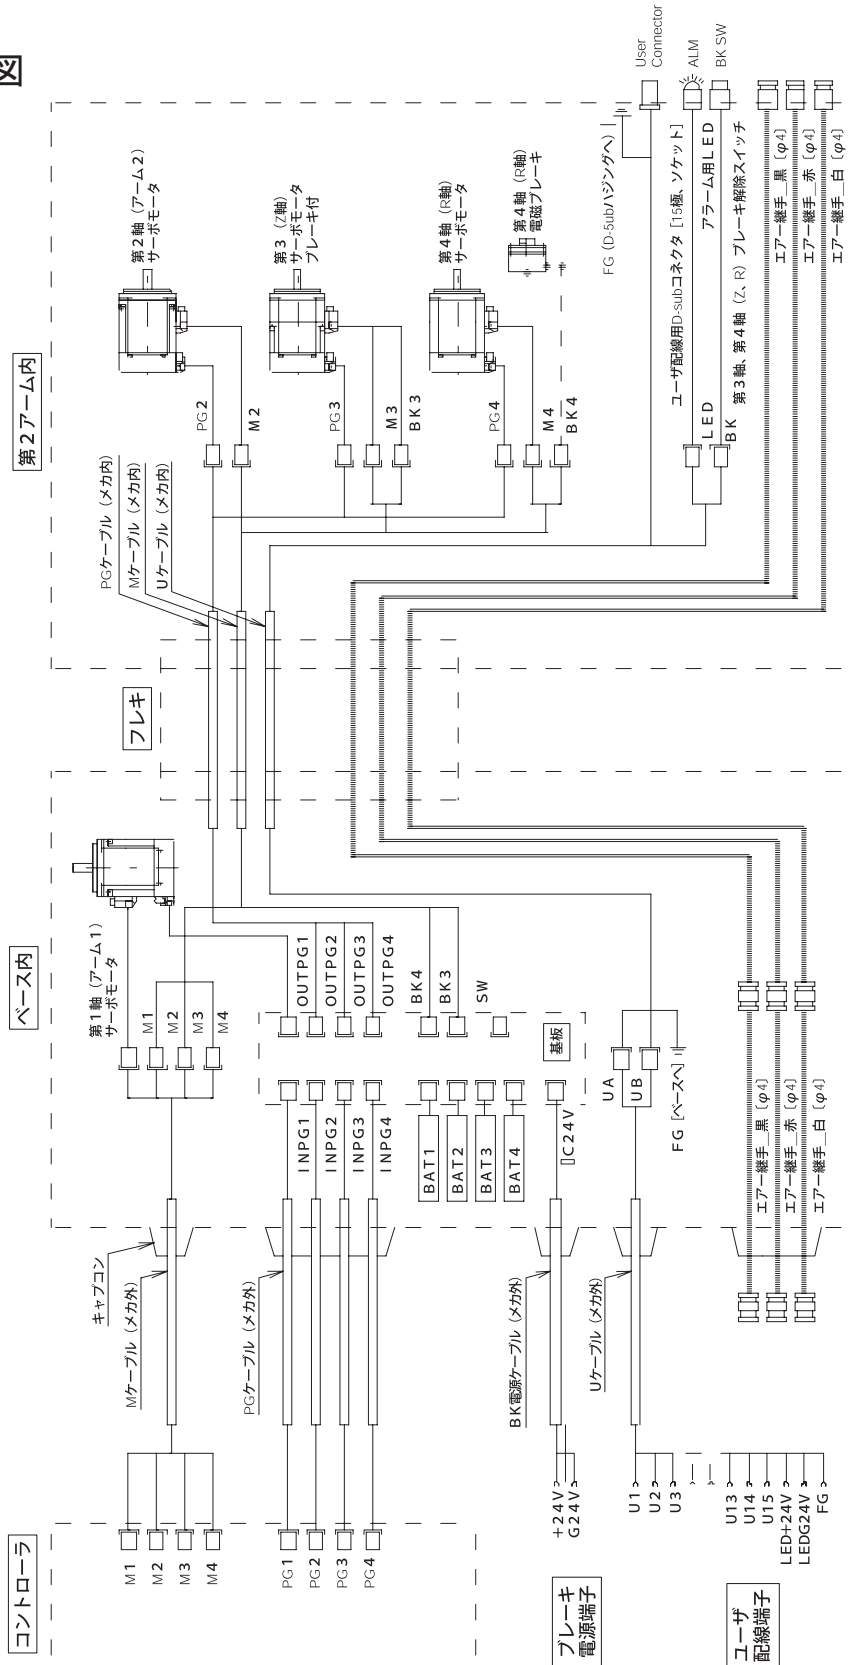 図
コントローラ
ベース内
フレキ
第2アーム内
M1
M2
M3
M4
PG1
PG2
PG3
PG4
ブレーキ
電源端子
+24V
G24V
ユーザ
配線端子
U1
U2
U3
U13
U14
U15
LED+24V
LEDG24V
FG
キャプコン
Mケーブル（メカ外）
PGケーブル（メカ外）
BK電源ケーブル（メカ外）
Uケーブル（メカ外）
第1軸（アーム1）
サーボモータ
M1
M2
M3
M4
INPG1
INPG2
INPG3
INPG4
BAT1
BAT2
BAT3
BAT4
C24V
OUTPG1
OUTPG2
OUTPG3
OUTPG4
BK4
BK3
SW
基板
UA
UB
FG［ベースへ］
エアー継手＿黒［φ4］
エアー継手＿赤［φ4］
エアー継手＿白［φ4］
PGケーブル（メカ内）
Mケーブル（メカ内）
Uケーブル（メカ内）
PG2
M2
PG3
M3
BK3
PG4
M4
BK4
LED
BK
第2軸（アーム2）
サーボモータ
第3（Z軸）
サーボモータ
ブレーキ付
第4軸（R軸）
サーボモータ
第4軸（R軸）
電磁ブレーキ
FG（D-Subハジングへ）
ユーザ配線用D-subコネクタ［15極、ソケット］
アラーム用LED
第3軸、第4軸（Z、R）ブレーキ解除スイッチ
エアー継手＿黒［φ4］
エアー継手＿赤［φ4］
エアー継手＿白［φ4］
User
Connector
ALM
BK SW